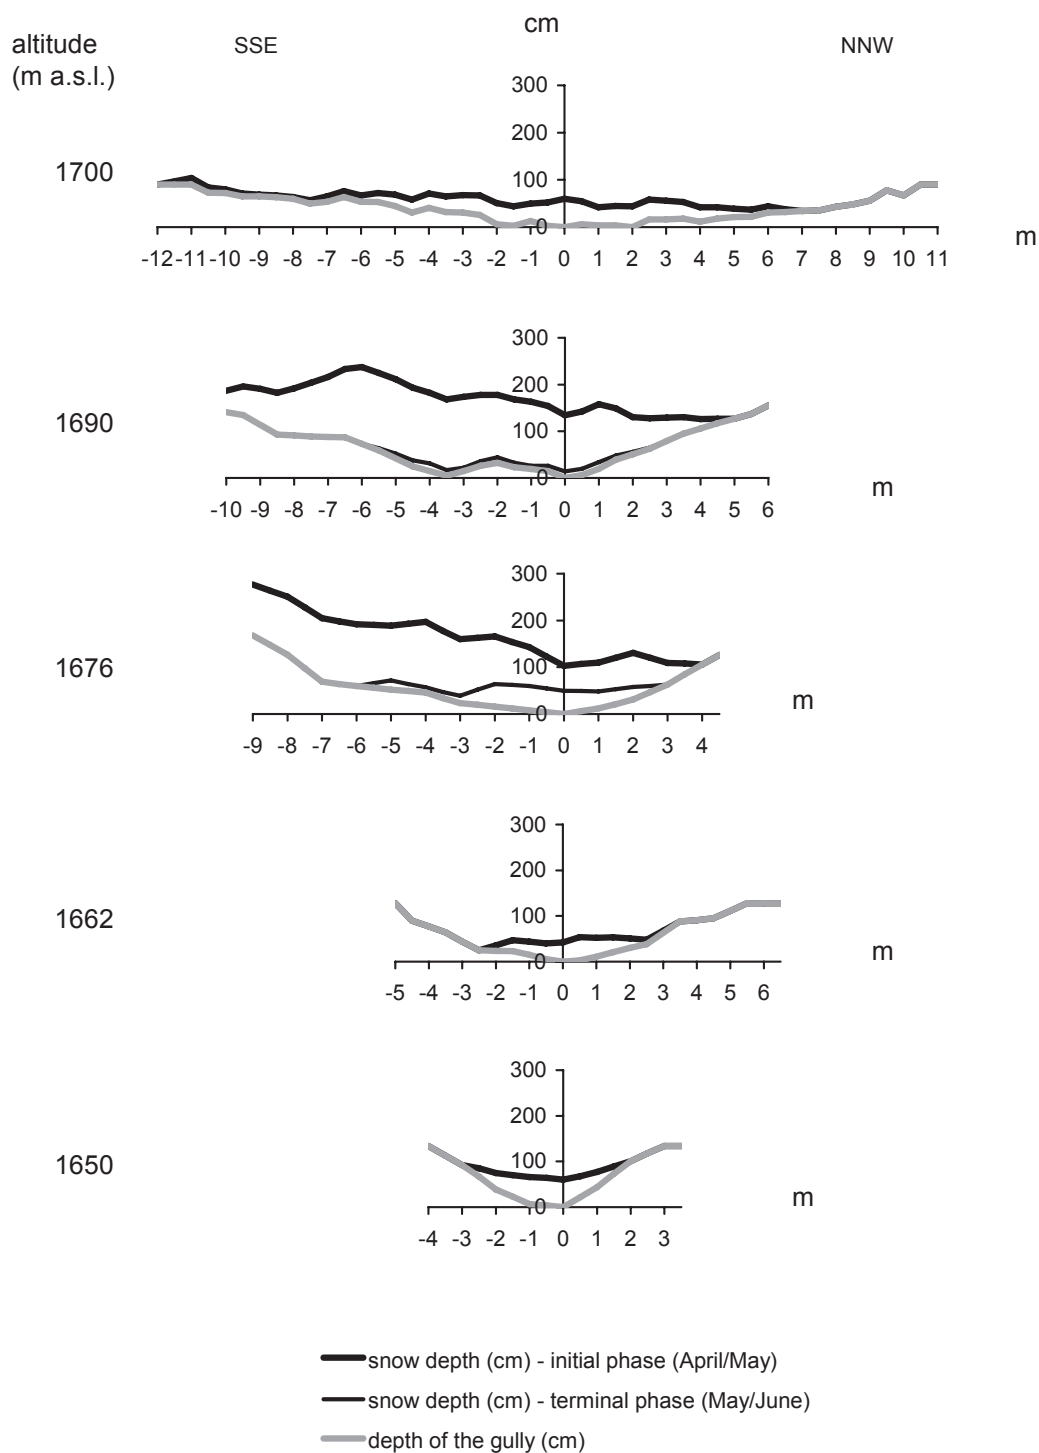 cm
altitude
(m a.s.l.)
SSE
NNW
300
200
100
0
1700
m
-12 -11 -10 -9 -8 -7 -6 -5 -4 -3 -2 -1 0 1 2 3 4 5 6 7 8 9 10 11
300
200
100
0
1690
m
-10 -9 -8 -7 -6 -5 -4 -3 -2 -1 0 1 2 3 4 5 6
300
200
100
0
1676
m
-9 -8 -7 -6 -5 -4 -3 -2 -1 0 1 2 3 4
300
200
100
0
1662
m
-5 -4 -3 -2 -1 0 1 2 3 4 5 6
300
200
100
0
1650
m
-4 -3 -2 -1 0 1 2 3
snow depth (cm) - initial phase (April/May)
snow depth (cm) - terminal phase (May/June)
depth of the gully (cm)